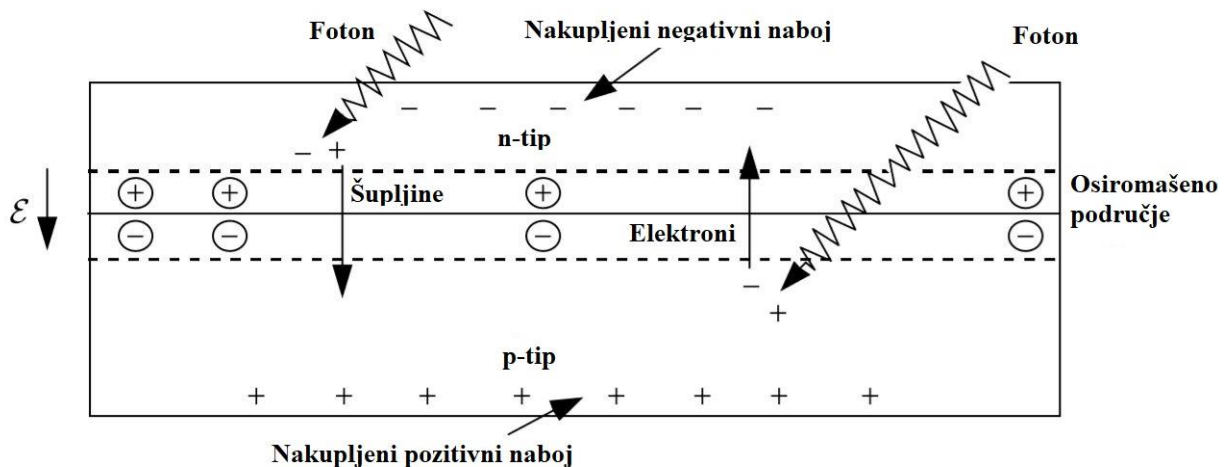 Foton
Nakupljeni negativni naboj
Foton
− − − − − −
n-tip
− +
+ + + +
Šupljine
Osiromašeno
područje
ℰ
− − − −
Elektroni
−
+
p-tip
+ + + + + + + +
Nakupljeni pozitivni naboj